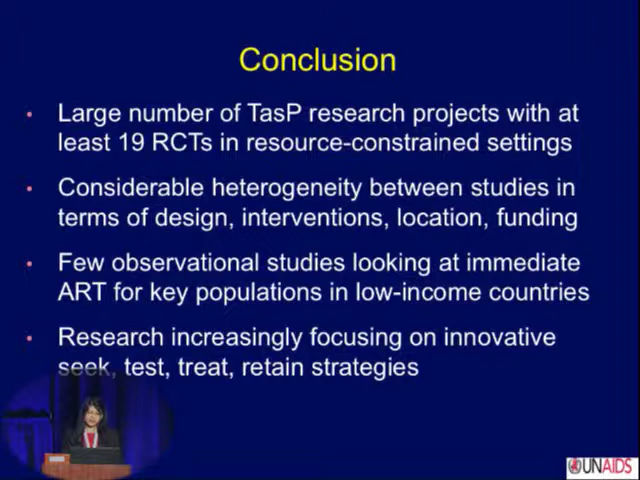 Conclusion
Large number of TasP research projects with at
least 19 RCTs in resource-constrained settings
Considerable heterogeneity between studies in
terms of design, interventions, location, funding
Few observational studies looking at immediate
ART for key populations in low-income countries
Research increasingly focusing on innovative
seek, test, treat, retain strategies
UNAIDS